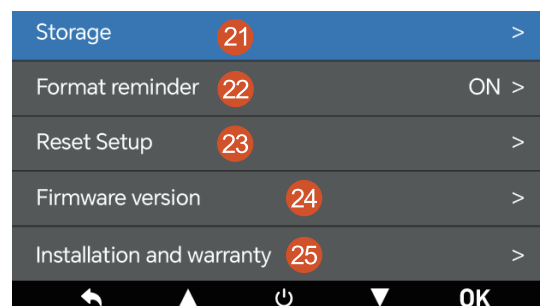 Storage 21 >
Format reminder 22 ON >
Reset Setup 23 >
Firmware version 24 >
Installation and warranty 25 >
OK